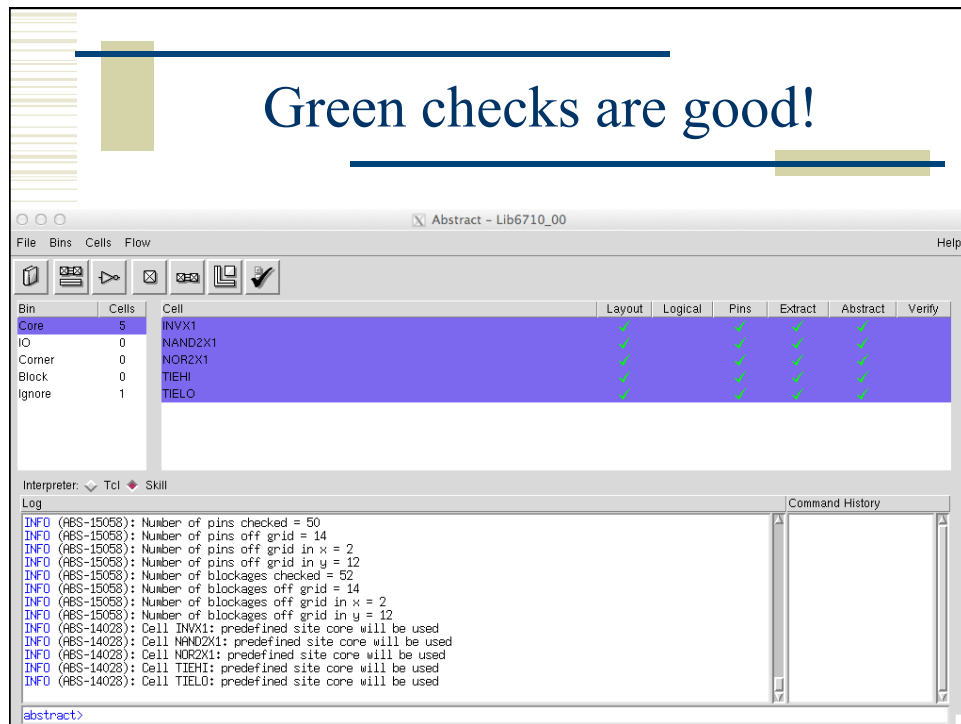 Green checks are good!
Abstract - Lib6710_00
File Bins Cells Flow Help
Bin Cells Cell Layout Logical Pins Extract Abstract Verify
Core 5 INVX1
IO 0 NAND2X1
Corner 0 NOR2X1
Block 0 TIEHI
Ignore 1 TIELO
Interpreter: Tcl Skill
Log Command History
INFO (ABS-15058): Number of pins checked = 50
INFO (ABS-15058): Number of pins off grid = 14
INFO (ABS-15058): Number of pins off grid in x = 2
INFO (ABS-15058): Number of pins off grid in y = 12
INFO (ABS-15058): Number of blockages checked = 52
INFO (ABS-15058): Number of blockages off grid = 14
INFO (ABS-15058): Number of blockages off grid in x = 2
INFO (ABS-15058): Number of blockages off grid in y = 12
INFO (ABS-14028): Cell INVX1: predefined site core will be used
INFO (ABS-14028): Cell NAND2X1: predefined site core will be used
INFO (ABS-14028): Cell NOR2X1: predefined site core will be used
INFO (ABS-14028): Cell TIEHI: predefined site core will be used
INFO (ABS-14028): Cell TIELO: predefined site core will be used
abstract>